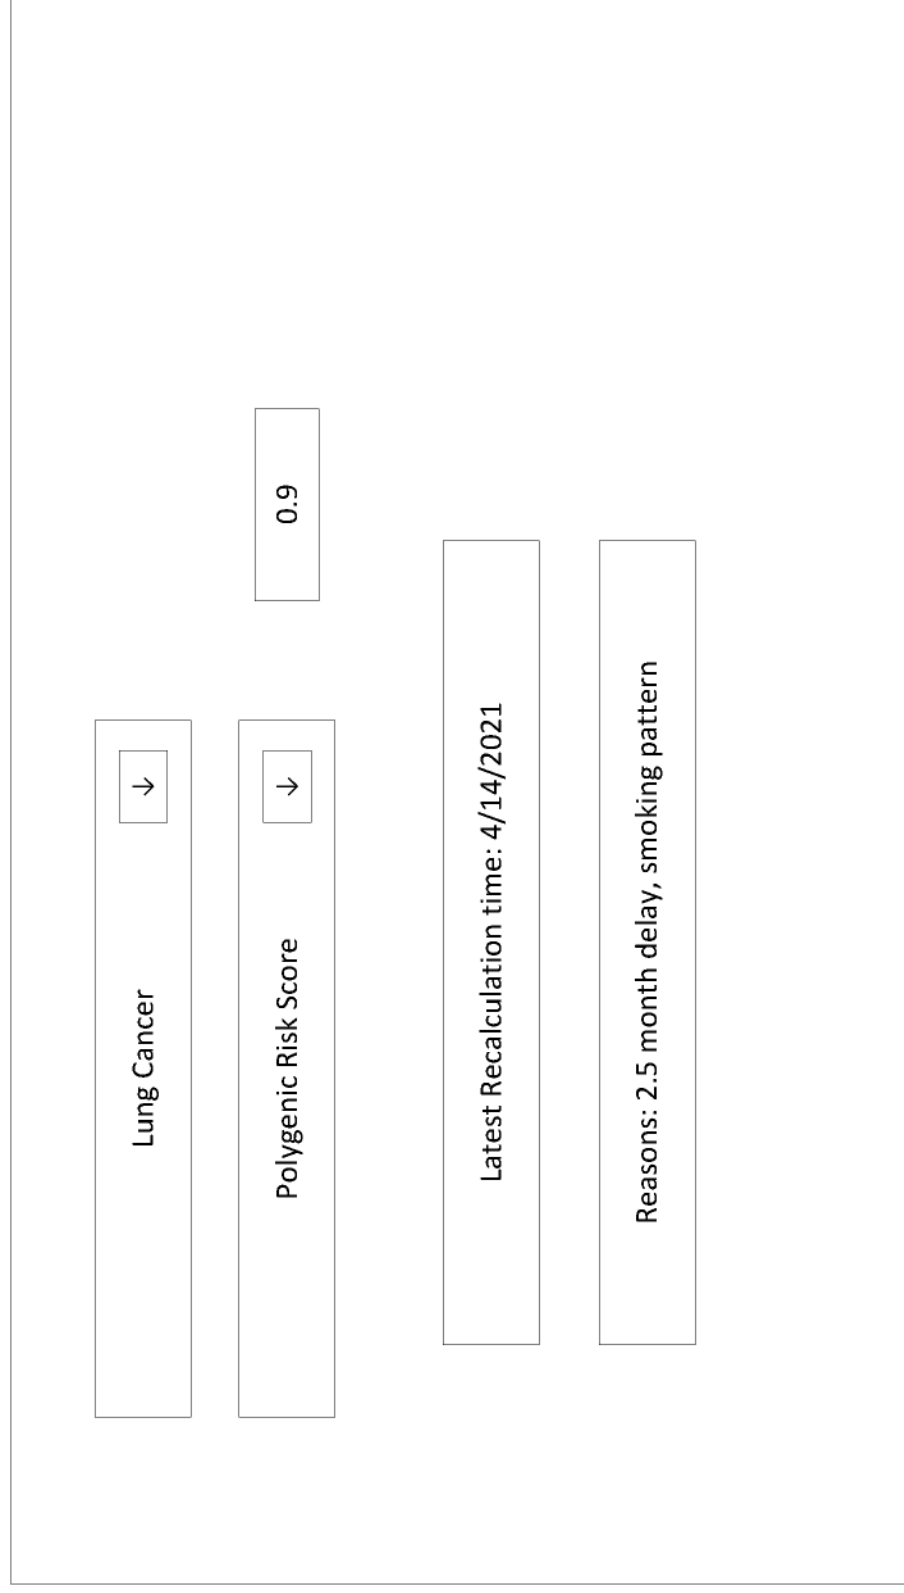 Lung Cancer ↓
Polygenic Risk Score ↓ 0.9
Latest Recalculation time: 4/14/2021
Reasons: 2.5 month delay, smoking pattern